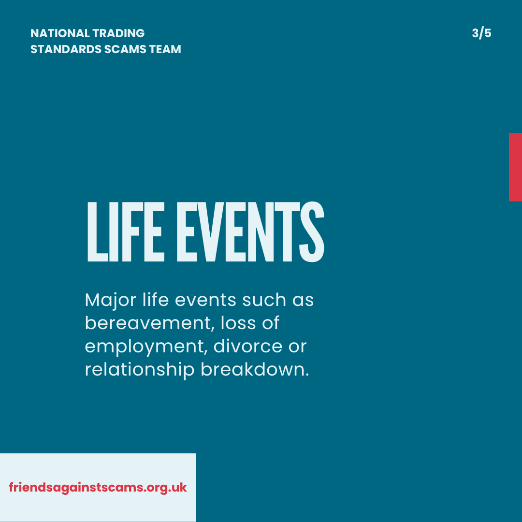 NATIONAL TRADING
STANDARDS SCAMS TEAM
3/5
LIFE EVENTS
Major life events such as
bereavement, loss of
employment, divorce or
relationship breakdown.
friendsagainstscams.org.uk